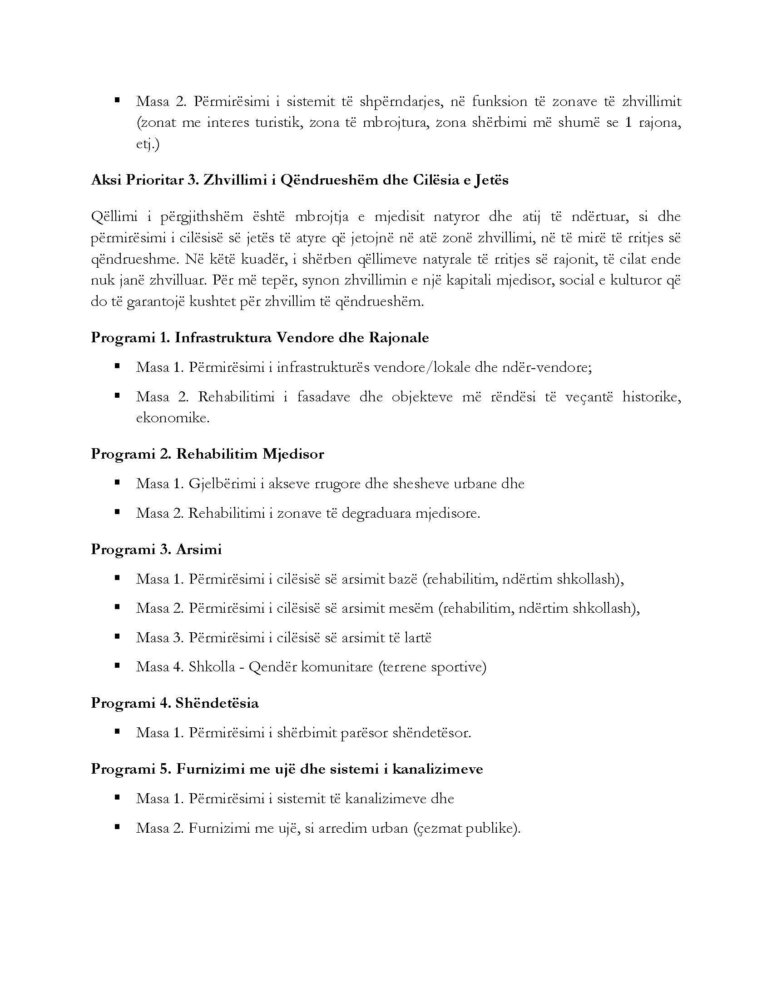 ▪ Masa 2. Përmirësimi i sistemit të shpërndarjes, në funksion të zonave të zhvillimit
(zonat me interes turistik, zona të mbrojtura, zona shërbimi më shumë se 1 rajona,
etj.)
Aksi Prioritar 3. Zhvillimi i Qëndrueshëm dhe Cilësia e Jetës
Qëllimi i përgjithshëm është mbrojtja e mjedisit natyror dhe atij të ndërtuar, si dhe
përmirësimi i cilësisë së jetës të atyre që jetojnë në atë zonë zhvillimi, në të mirë të rritjes së
qëndrueshme. Në këtë kuadër, i shërben qëllimeve natyrale të rritjes së rajonit, të cilat ende
nuk janë zhvilluar. Për më tepër, synon zhvillimin e një kapitali mjedisor, social e kulturor që
do të garantojë kushtet për zhvillim të qëndrueshëm.
Programi 1. Infrastruktura Vendore dhe Rajonale
▪ Masa 1. Përmirësimi i infrastrukturës vendore/lokale dhe ndër-vendore;
▪ Masa 2. Rehabilitimi i fasadave dhe objekteve më rëndësi të veçantë historike,
ekonomike.
Programi 2. Rehabilitim Mjedisor
▪ Masa 1. Gjelbërimi i akseve rrugore dhe shesheve urbane dhe
▪ Masa 2. Rehabilitimi i zonave të degraduara mjedisore.
Programi 3. Arsimi
▪ Masa 1. Përmirësimi i cilësisë së arsimit bazë (rehabilitim, ndërtim shkollash),
▪ Masa 2. Përmirësimi i cilësisë së arsimit mesëm (rehabilitim, ndërtim shkollash),
▪ Masa 3. Përmirësimi i cilësisë së arsimit të lartë
▪ Masa 4. Shkolla - Qendër komunitare (terrene sportive)
Programi 4. Shëndetësia
▪ Masa 1. Përmirësimi i shërbimit parësor shëndetësor.
Programi 5. Furnizimi me ujë dhe sistemi i kanalizimeve
▪ Masa 1. Përmirësimi i sistemit të kanalizimeve dhe
▪ Masa 2. Furnizimi me ujë, si arredim urban (çezmat publike).